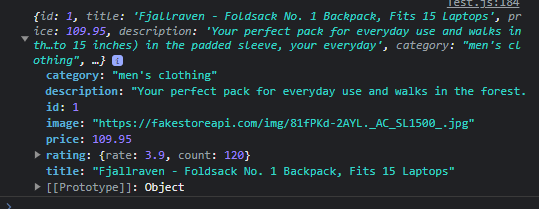 Test.js:184
{id: 1, title: 'Fjallraven - Foldsack No. 1 Backpack, Fits 15 Laptops', pr
ice: 109.95, description: 'Your perfect pack for everyday use and walks in
th…to 15 inches) in the padded sleeve, your everyday', category: "men's cl
othing", …}
category: "men's clothing"
description: "Your perfect pack for everyday use and walks in the forest.
id: 1
image: "https://fakestoreapi.com/img/81fPKd-2AYL._AC_SL1500_.jpg"
price: 109.95
rating: {rate: 3.9, count: 120}
title: "Fjallraven - Foldsack No. 1 Backpack, Fits 15 Laptops"
[[Prototype]]: Object